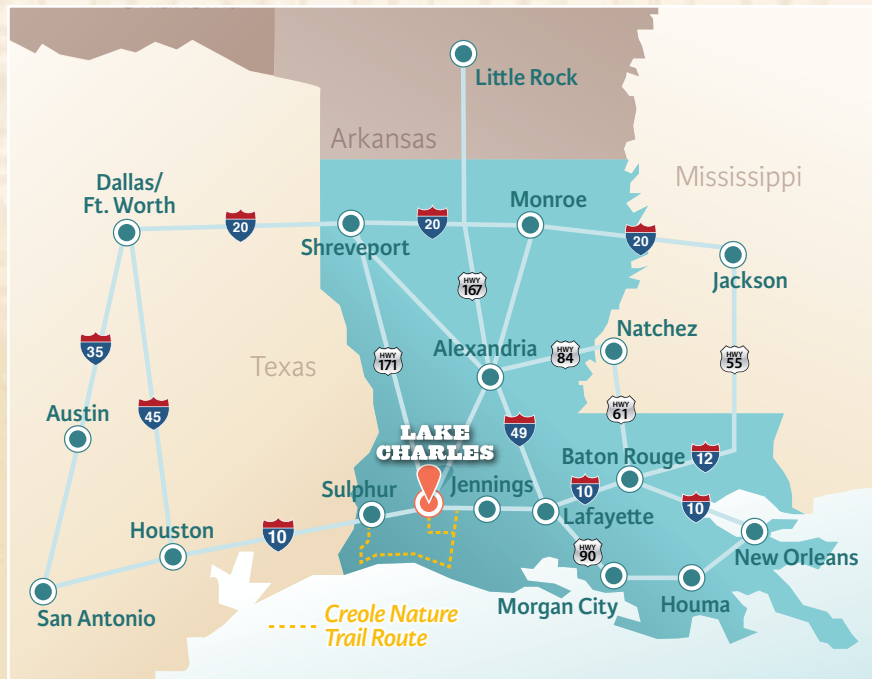 Little Rock
Arkansas
Mississippi
Dallas/
Ft. Worth
20
Shreveport
20
Monroe
20
Jackson
HWY
167
Natchez
Alexandria
HWY
84
HWY
55
HWY
171
Texas
35
45
Austin
HWY
61
49
LAKE
CHARLES
Baton Rouge
12
Sulphur
Jennings
10
Lafayette
10
Houston
10
New Orleans
HWY
90
San Antonio
Morgan City
Houma
Creole Nature
Trail Route